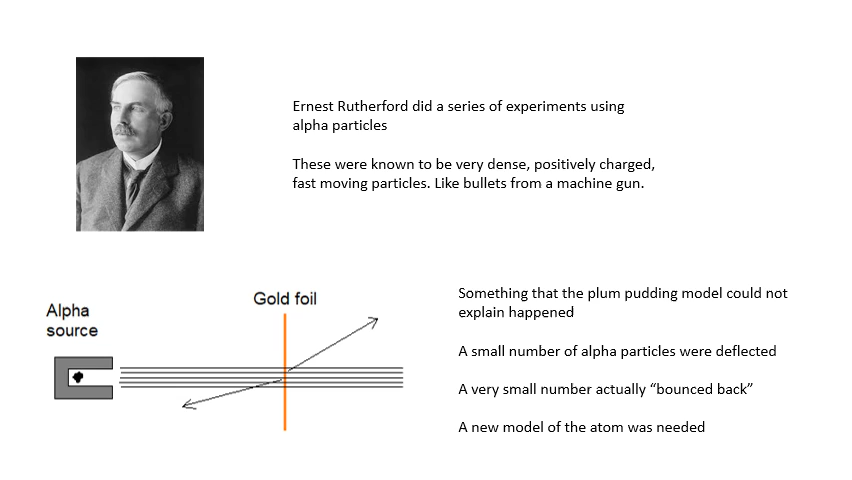 Ernest Rutherford did a series of experiments using
alpha particles
These were known to be very dense, positively charged,
fast moving particles. Like bullets from a machine gun.
Alpha
source
Gold foil
Something that the plum pudding model could not
explain happened
A small number of alpha particles were deflected
A very small number actually “bounced back”
A new model of the atom was needed